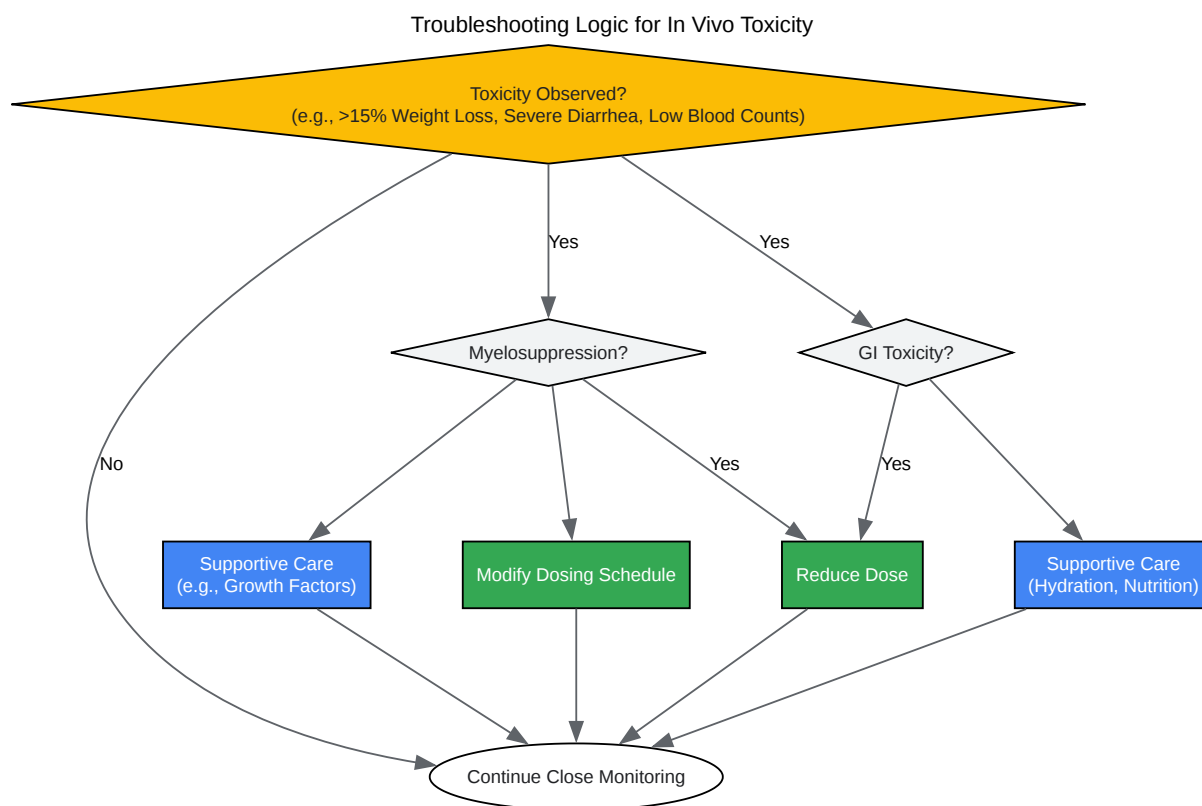 Troubleshooting Logic for In Vivo Toxicity
Toxicity Observed?
(e.g., >15% Weight Loss, Severe Diarrhea, Low Blood Counts)
Yes
Yes
Myelosuppression?
GI Toxicity?
No
Yes
Yes
Supportive Care
(e.g., Growth Factors)
Modify Dosing Schedule
Reduce Dose
Supportive Care
(Hydration, Nutrition)
Continue Close Monitoring